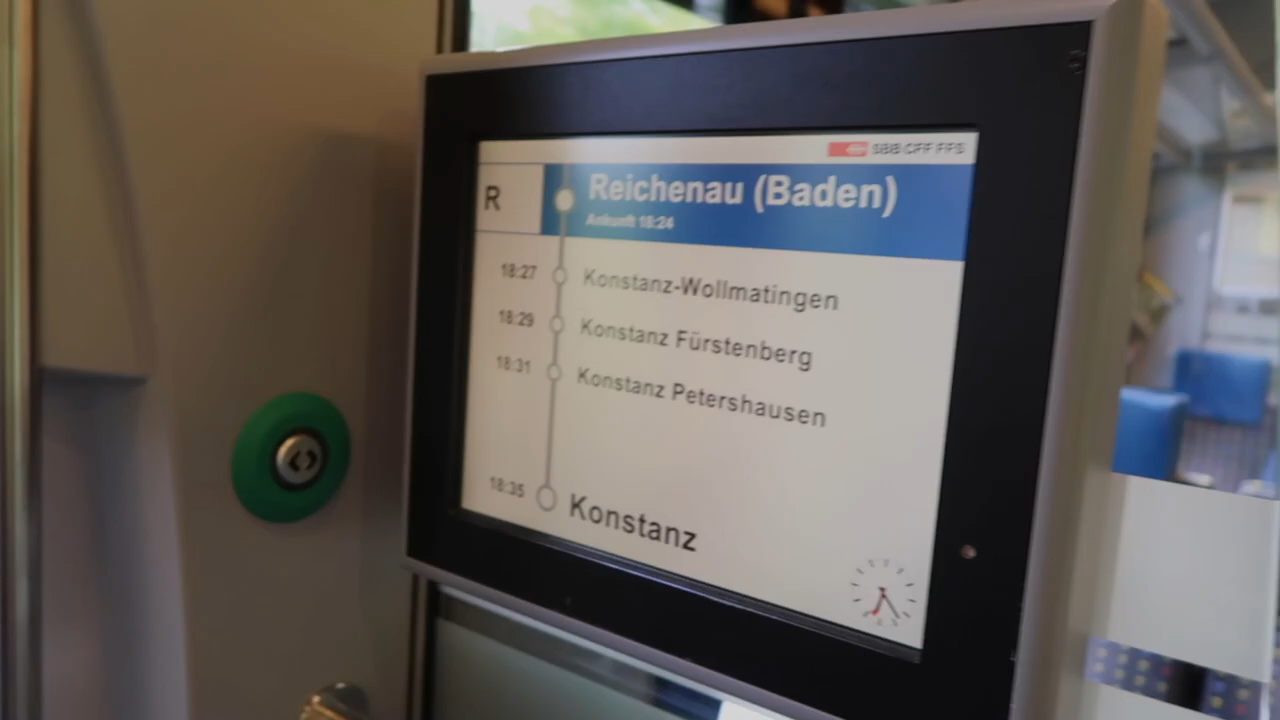 SBB CFF FFS
R
Reichenau (Baden)
Ankunft 18:24
18:27 Konstanz-Wollmatingen
18:29 Konstanz Fürstenberg
18:31 Konstanz Petershausen
18:35 Konstanz